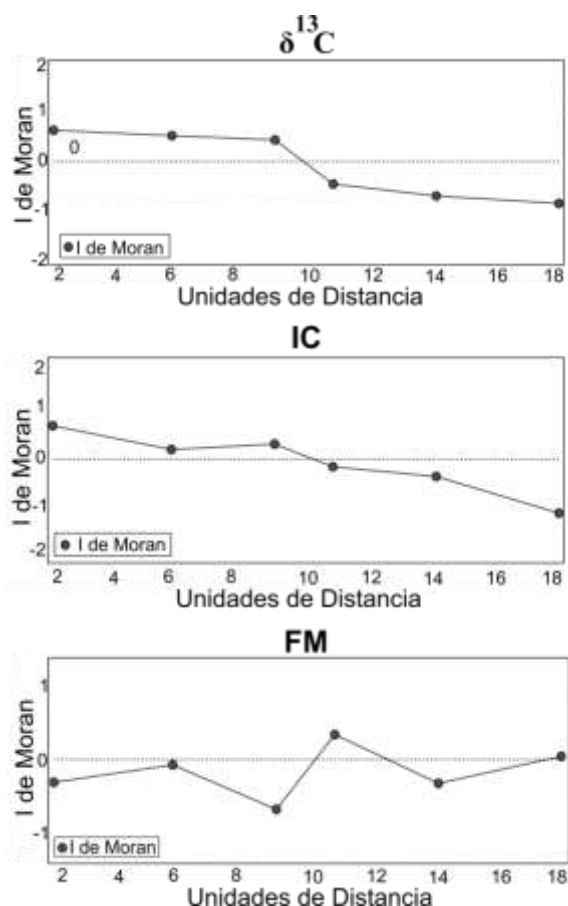 δ¹³C
2
1
0
0
-1
-2
I de Moran
I de Moran
2 4 6 8 10 12 14 16 18
Unidades de Distancia
IC
2
1
0
-1
-2
I de Moran
I de Moran
2 4 6 8 10 12 14 16 18
Unidades de Distancia
FM
1
0
-1
I de Moran
I de Moran
2 4 6 8 10 12 14 16 18
Unidades de Distancia